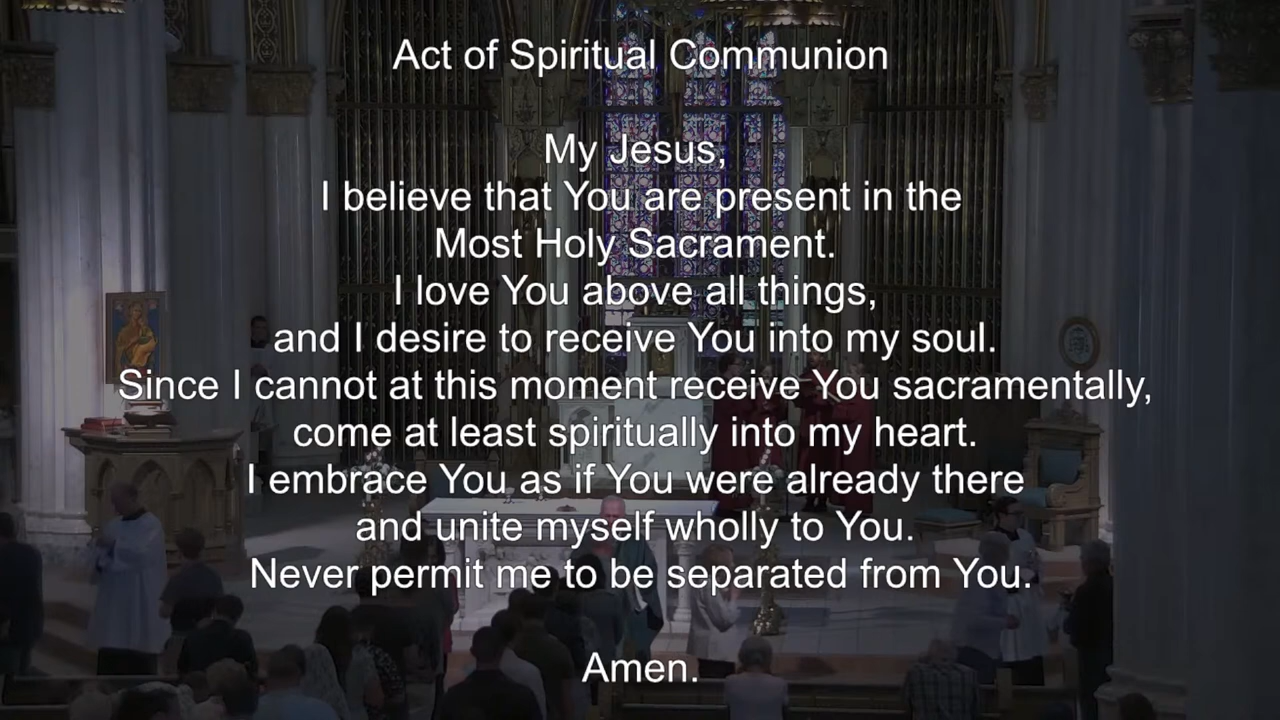 Act of Spiritual Communion
My Jesus,
I believe that You are present in the
Most Holy Sacrament.
I love You above all things,
and I desire to receive You into my soul.
Since I cannot at this moment receive You sacramentally,
come at least spiritually into my heart.
I embrace You as if You were already there
and unite myself wholly to You.
Never permit me to be separated from You.
Amen.